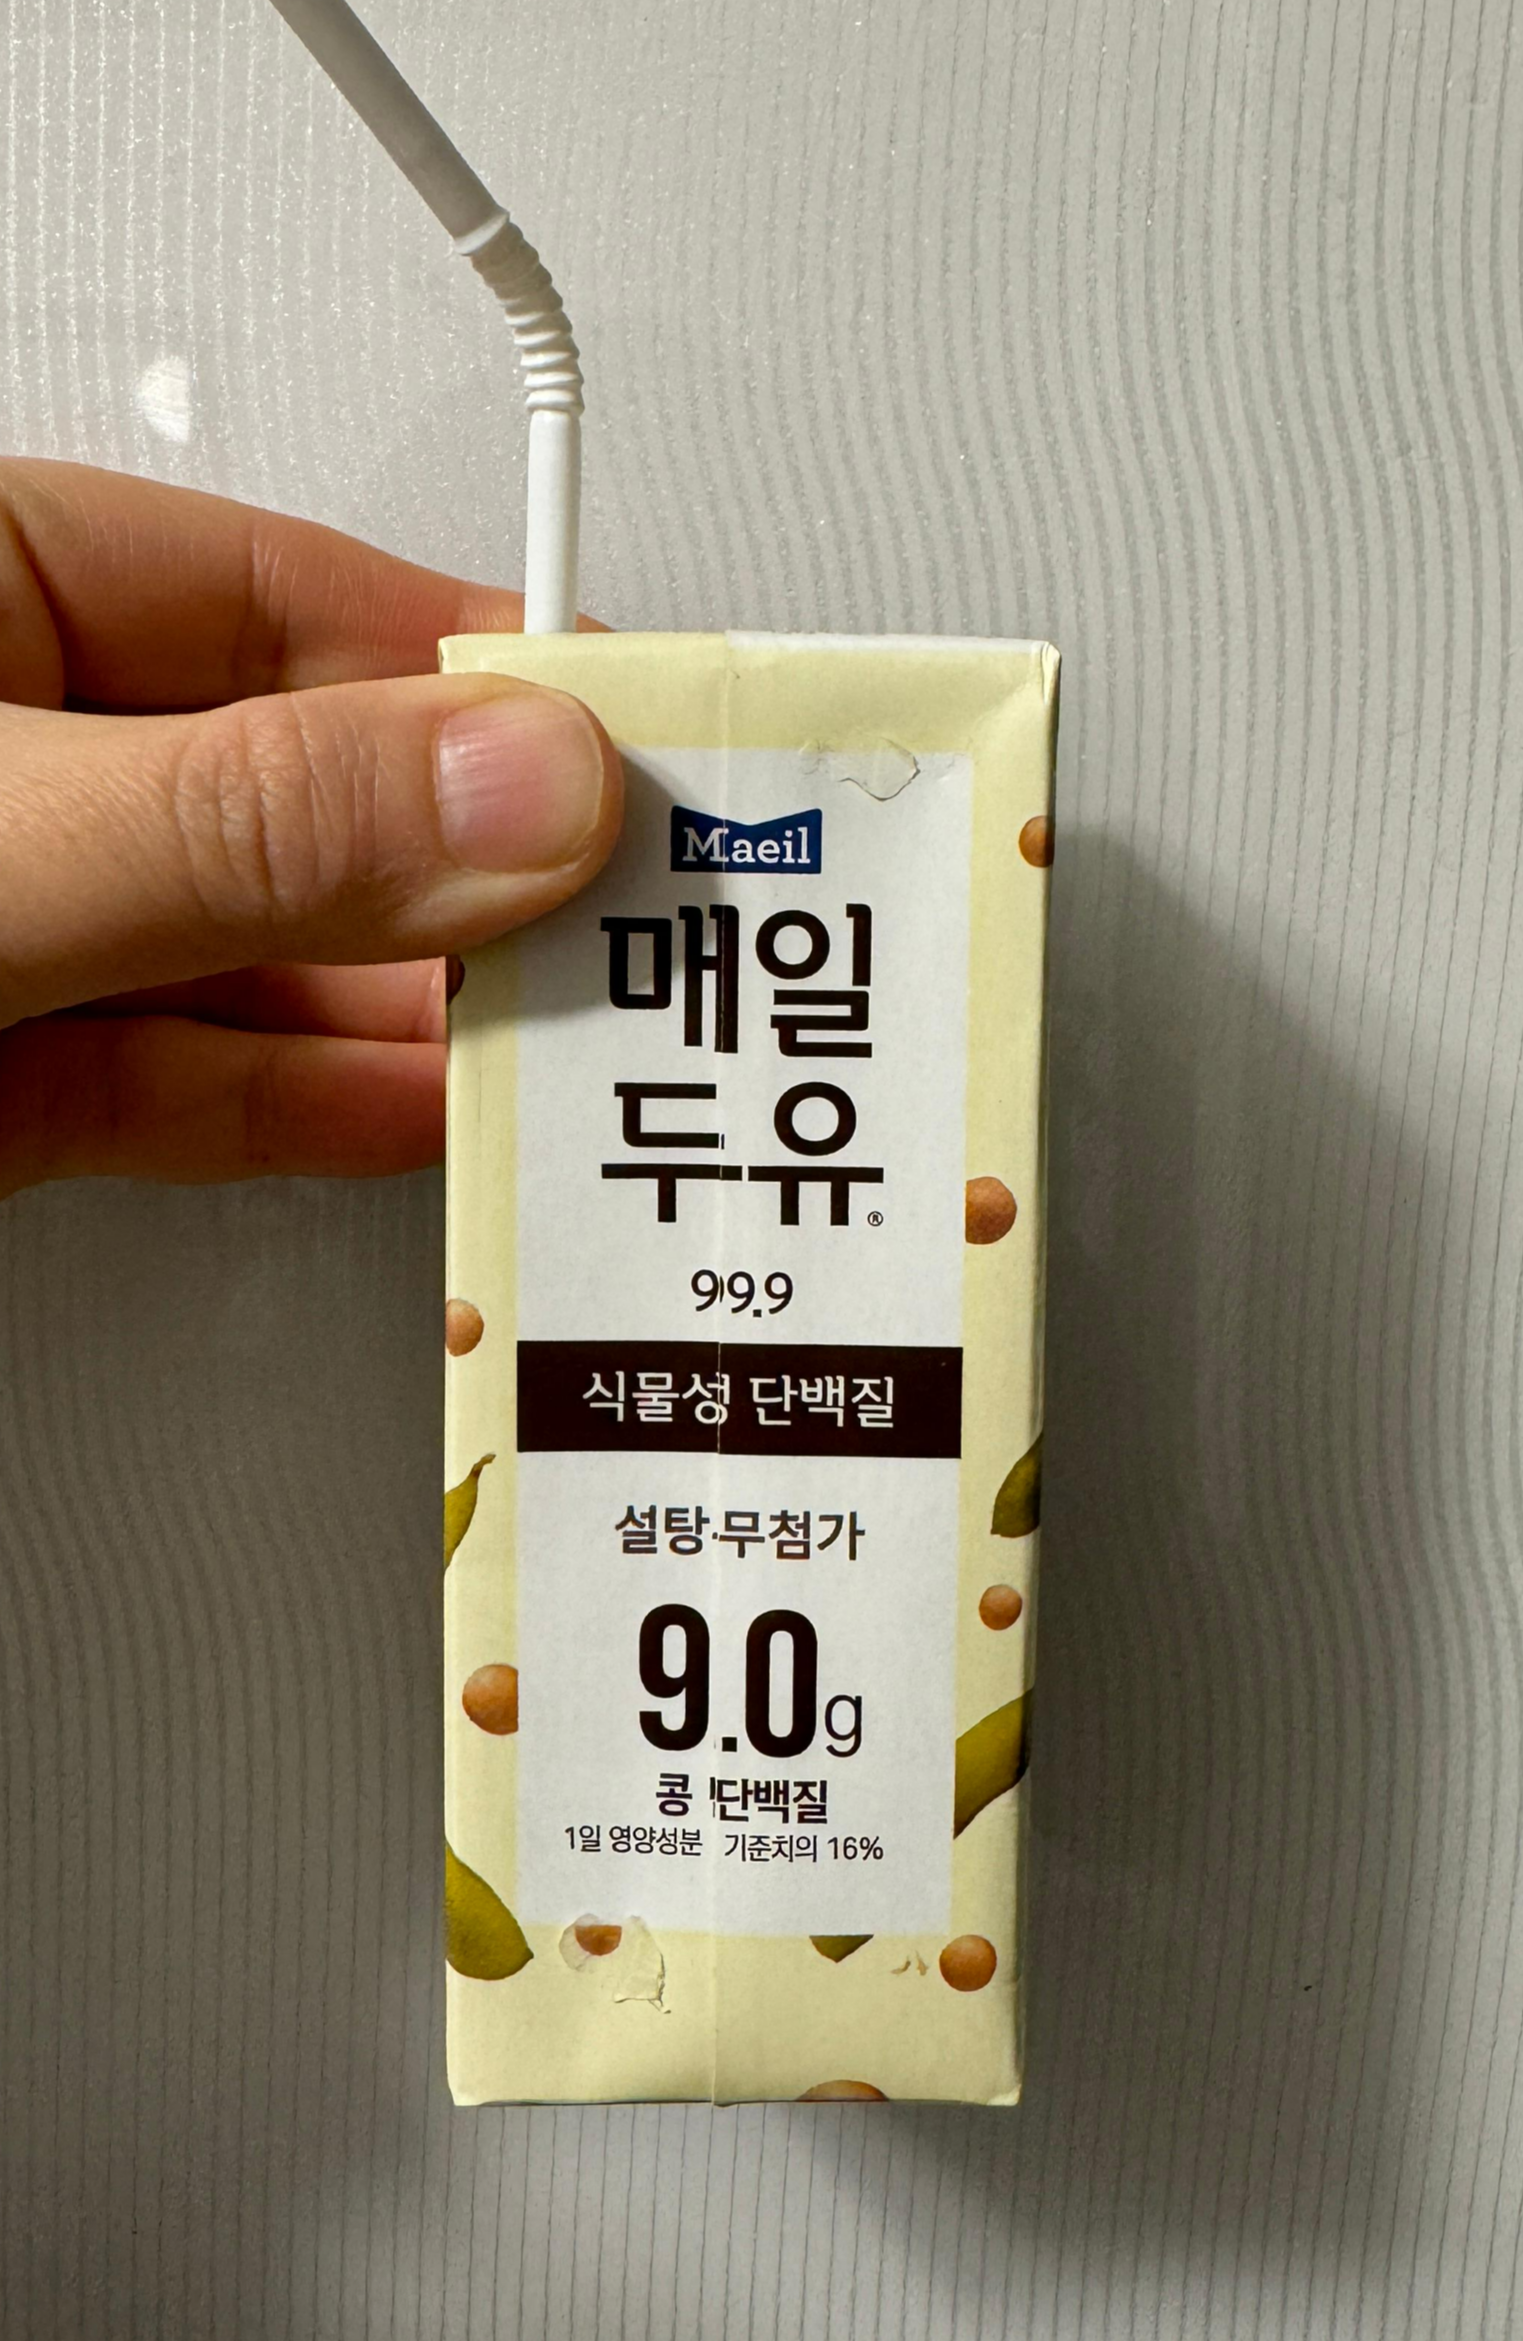 Maeil
매일
두유®
99.9
식물성 단백질
설탕 무첨가
9.0g
콩 단백질
1일 영양성분 기준치의 16%